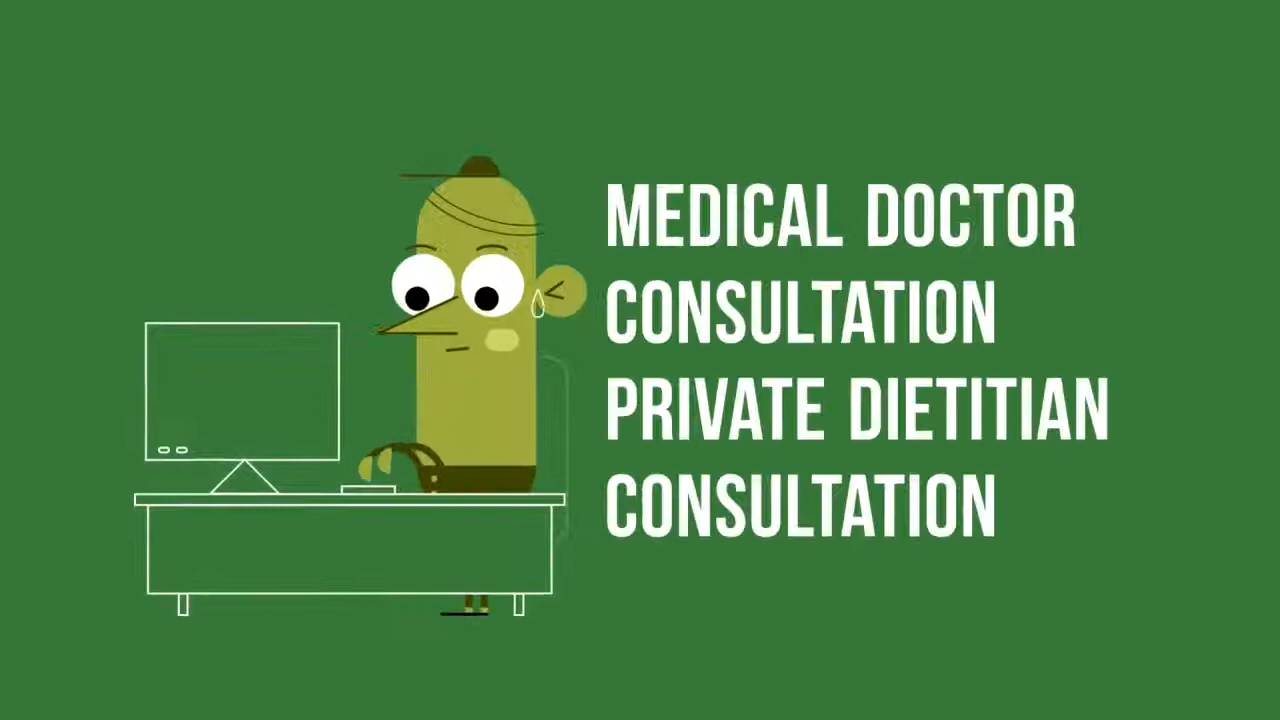 MEDICAL DOCTOR
CONSULTATION
PRIVATE DIETITIAN
CONSULTATION